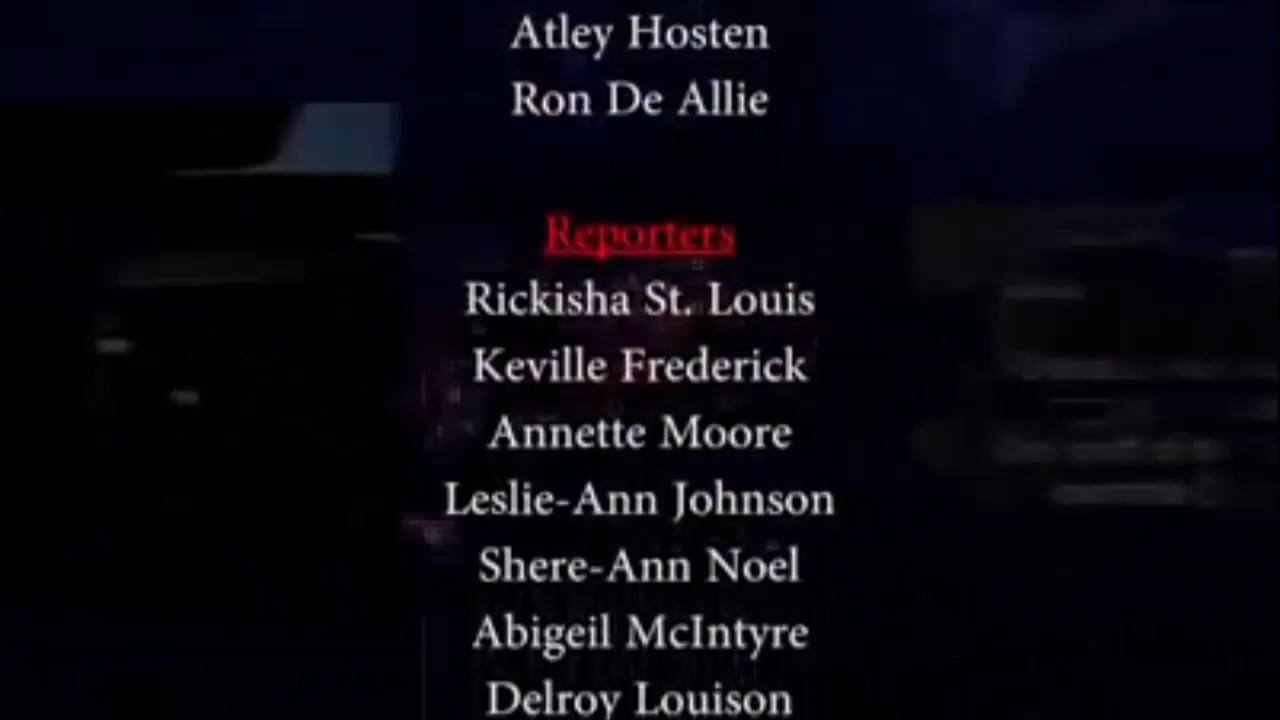 Atley Hosten
Ron De Allie
Reporters
Rickisha St. Louis
Keville Frederick
Annette Moore
Leslie-Ann Johnson
Shere-Ann Noel
Abigeil McIntyre
Delroy Louison